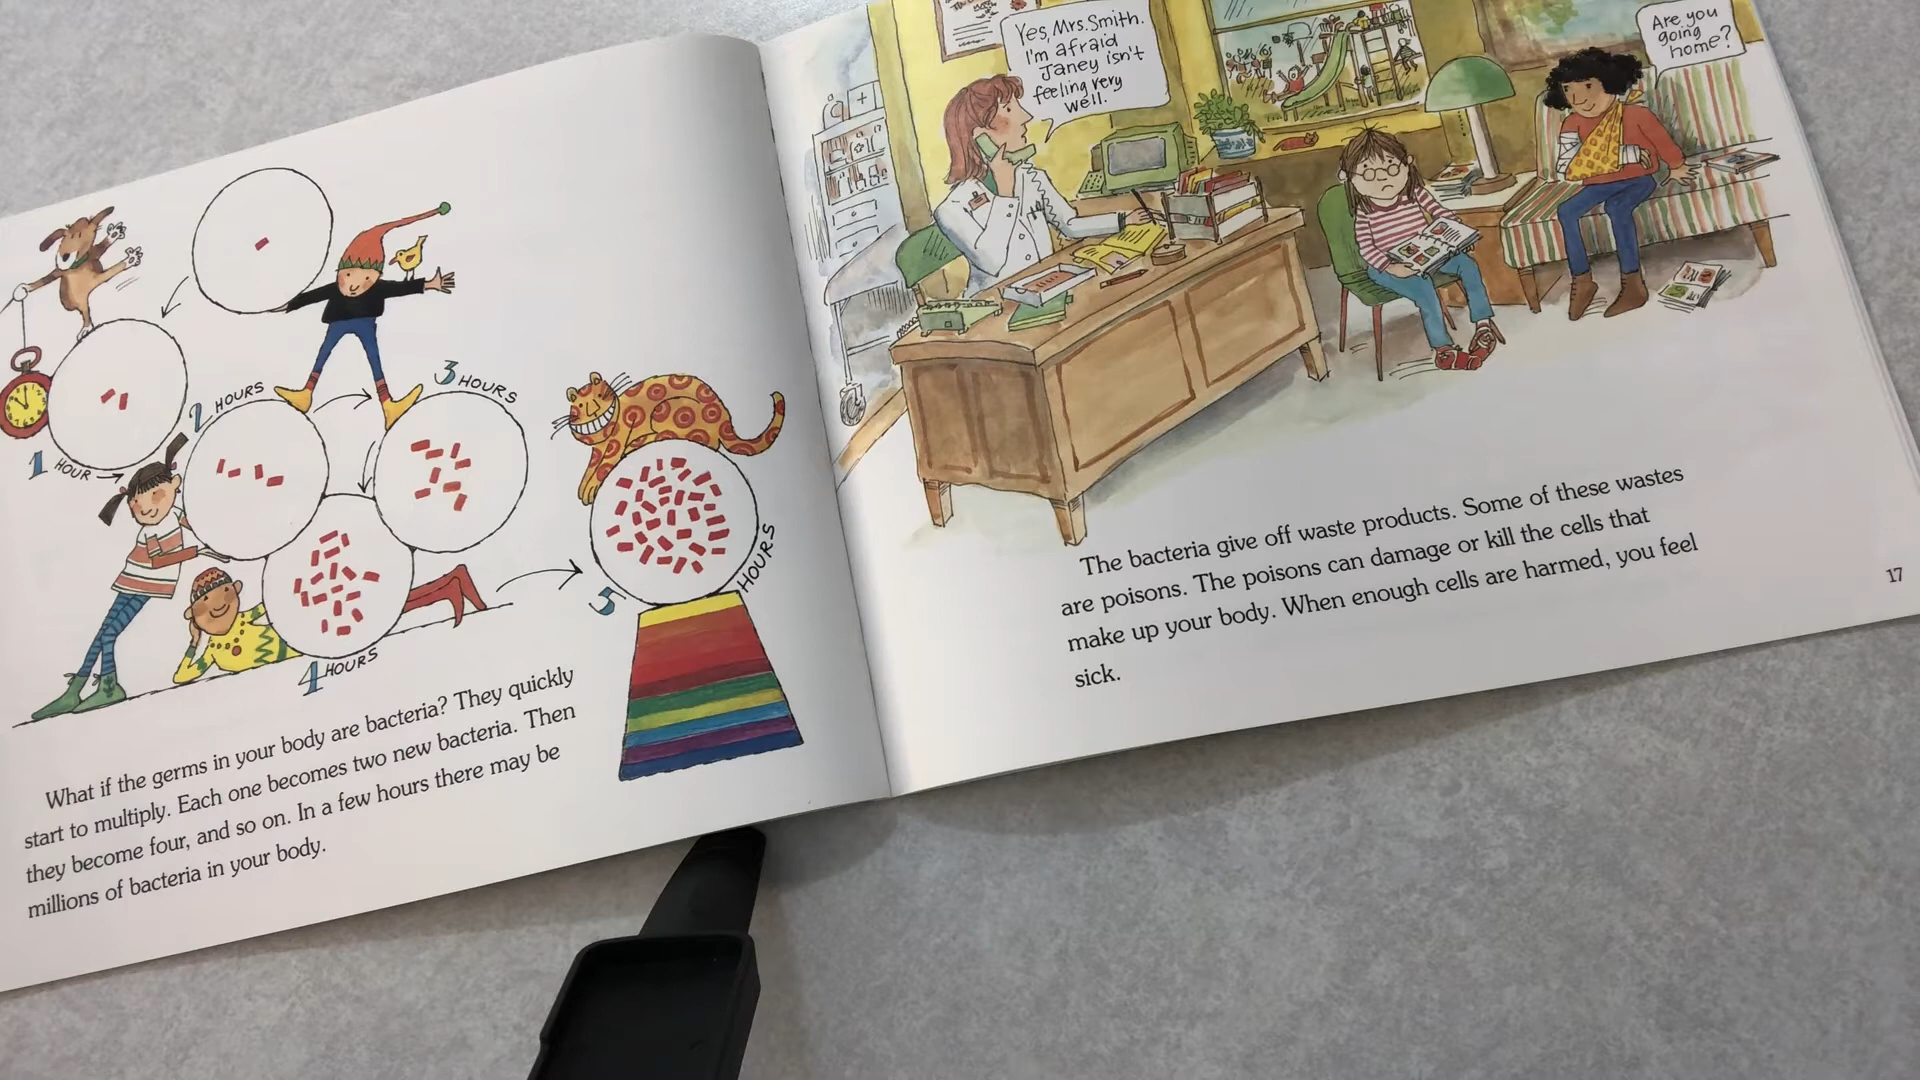 1 HOUR
2 HOURS
3 HOURS
4 HOURS
5 HOURS
What if the germs in your body are bacteria? They quickly
start to multiply. Each one becomes two new bacteria. Then
they become four, and so on. In a few hours there may be
millions of bacteria in your body.
Yes, Mrs. Smith.
I'm afraid
Janey isn't
feeling very
well.
Are you
going
home?
The bacteria give off waste products. Some of these wastes
are poisons. The poisons can damage or kill the cells that
make up your body. When enough cells are harmed, you feel
sick.
17